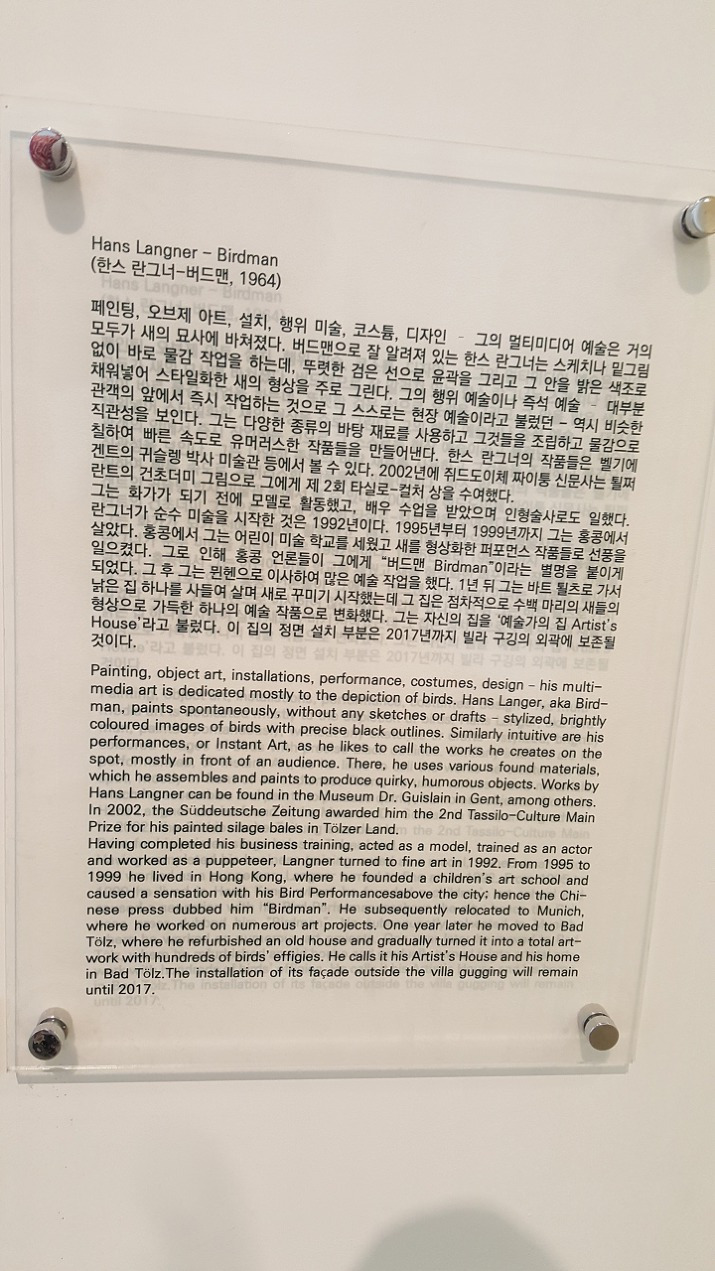 Hans Langner – Birdman
(한스 란그너-버드맨, 1964)
페인팅, 오브제 아트, 설치, 행위 미술, 코스튬, 디자인 - 그의 멀티미디어 예술은 거의
모두가 새의 묘사에 바쳐졌다. 버드맨으로 잘 알려져 있는 한스 란그너는 스케치나 밑그림
없이 바로 물감 작업을 하는데, 뚜렷한 검은 선으로 윤곽을 그리고 그 안을 밝은 색조로
채워넣어 스타일화한 새의 형상을 주로 그린다. 그의 행위 예술이나 즉석 예술 - 대부분
관객의 앞에서 즉시 작업하는 것으로 그 스스로는 현장 예술이라고 불렀던 – 역시 비슷한
직관성을 보인다. 그는 다양한 종류의 바탕 재료를 사용하고 그것들을 조립하고 물감으로
칠하여 빠른 속도로 유머러스한 작품들을 만들어낸다. 한스 란그너의 작품들은 벨기에
겐트의 귀슬렝 박사 미술관 등에서 볼 수 있다. 2002년에 쥐드도이체 짜이퉁 신문사는 퇼쩌
란트의 건초더미 그림으로 그에게 제 2회 타실로-컬처 상을 수여했다.
그는 화가가 되기 전에 모델로 활동했고, 배우 수업을 받았으며 인형술사로도 일했다.
란그너가 순수 미술을 시작한 것은 1992년이다. 1995년부터 1999년까지 그는 홍콩에서
살았다. 홍콩에서 그는 어린이 미술 학교를 세웠고 새를 형상화한 퍼포먼스 작품들로 선풍을
일으켰다. 그로 인해 홍콩 언론들이 그에게 “버드맨 Birdman”이라는 별명을 붙이게
되었다. 그 후 그는 뮌헨으로 이사하여 많은 예술 작업을 했다. 1년 뒤 그는 바트 퇼츠로 가서
낡은 집 하나를 사들여 살며 새로 꾸미기 시작했는데 그 집은 점차적으로 수백 마리의 새들의
형상으로 가득한 하나의 예술 작품으로 변화했다. 그는 자신의 집을 ‘예술가의 집 Artist’s
House’라고 불렀다. 이 집의 정면 설치 부분은 2017년까지 빌라 구깅의 외곽에 보존될
것이다.
Painting, object art, installations, performance, costumes, design – his multi-
media art is dedicated mostly to the depiction of birds. Hans Langer, aka Bird-
man, paints spontaneously, without any sketches or drafts – stylized, brightly
coloured images of birds with precise black outlines. Similarly intuitive are his
performances, or Instant Art, as he likes to call the works he creates on the
spot, mostly in front of an audience. There, he uses various found materials,
which he assembles and paints to produce quirky, humorous objects. Works by
Hans Langner can be found in the Museum Dr. Guislain in Gent, among others.
In 2002, the Süddeutsche Zeitung awarded him the 2nd Tassilo-Culture Main
Prize for his painted silage bales in Tölzer Land.
Having completed his business training, acted as a model, trained as an actor
and worked as a puppeteer, Langner turned to fine art in 1992. From 1995 to
1999 he lived in Hong Kong, where he founded a children’s art school and
caused a sensation with his Bird Performancesabove the city; hence the Chi-
nese press dubbed him “Birdman”. He subsequently relocated to Munich,
where he worked on numerous art projects. One year later he moved to Bad
Tölz, where he refurbished an old house and gradually turned it into a total art-
work with hundreds of birds’ effigies. He calls it his Artist’s House and his home
in Bad Tölz.The installation of its façade outside the villa gugging will remain
until 2017.